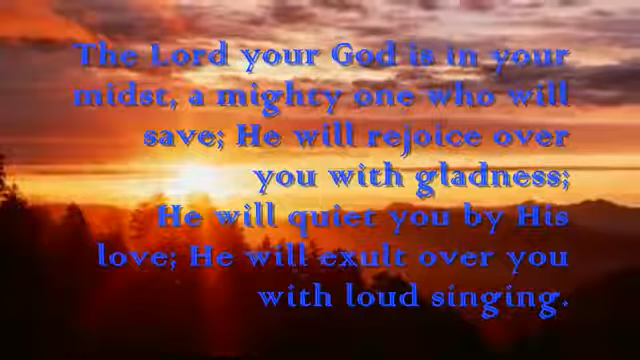 The Lord your God is in your
midst, a mighty one who will
save; He will rejoice over
you with gladness;
He will quiet you by His
love; He will exult over you
with loud singing.